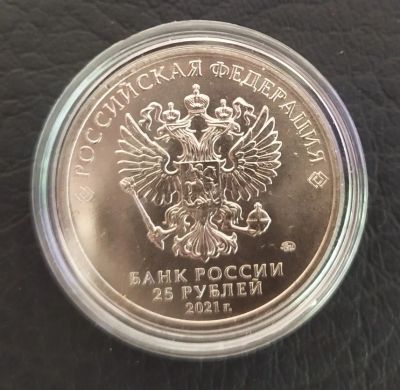 РОССИЙСКАЯ ФЕДЕРАЦИЯ
БАНК РОССИИ
25 РУБЛЕЙ
2021 г.